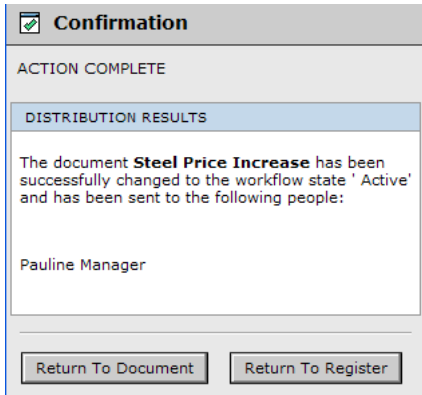 Confirmation
ACTION COMPLETE
DISTRIBUTION RESULTS
The document Steel Price Increase has been
successfully changed to the workflow state ' Active'
and has been sent to the following people:
Pauline Manager
Return To Document
Return To Register